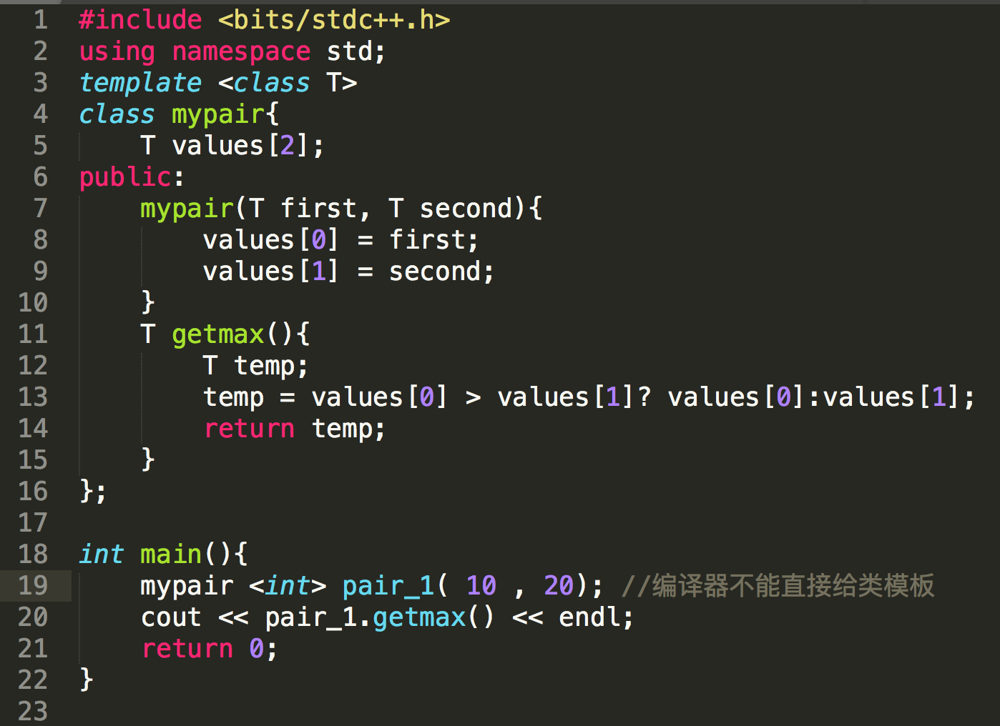 1 #include <bits/stdc++.h>
2 using namespace std;
3 template <class T>
4 class mypair{
5     T values[2];
6 public:
7     mypair(T first, T second){
8         values[0] = first;
9         values[1] = second;
10     }
11     T getmax(){
12         T temp;
13         temp = values[0] > values[1]? values[0]:values[1];
14         return temp;
15     }
16 };
17
18 int main(){
19     mypair <int> pair_1( 10 , 20); //编译器不能直接给类模板
20     cout << pair_1.getmax() << endl;
21     return 0;
22 }
23